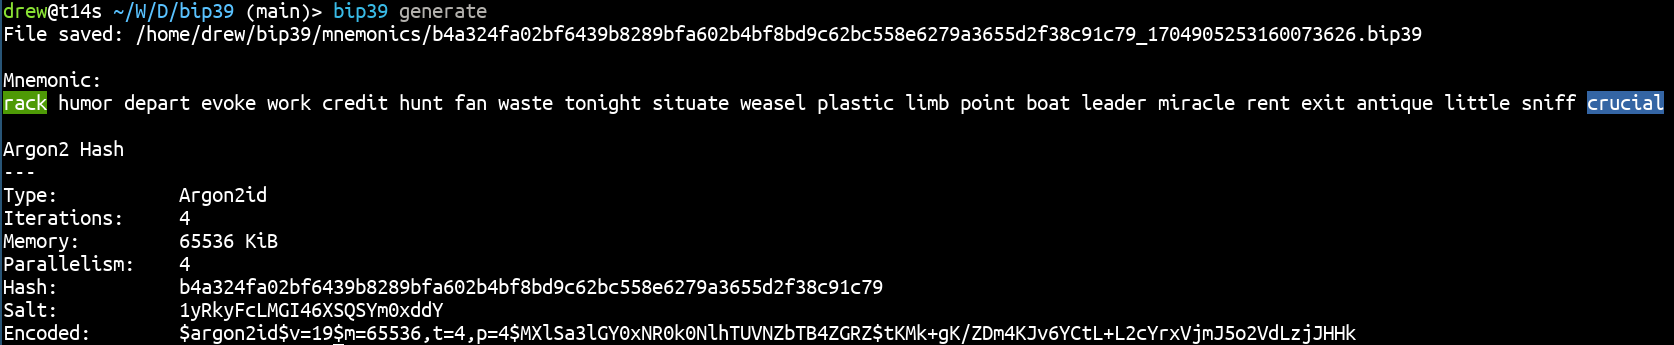 drew@t14s ~/W/D/bip39 (main)> bip39 generate
File saved: /home/drew/bip39/mnemonics/b4a324fa02bf6439b8289bfa602b4bf8bd9c62bc558e6279a3655d2f38c91c79_1704905253160073626.bip39
Mnemonic:
rack humor depart evoke work credit hunt fan waste tonight situate weasel plastic limb point boat leader miracle rent exit antique little sniff crucial
Argon2 Hash
---
Type: Argon2id
Iterations: 4
Memory: 65536 KiB
Parallelism: 4
Hash: b4a324fa02bf6439b8289bfa602b4bf8bd9c62bc558e6279a3655d2f38c91c79
Salt: 1yRkyFcLMGI46XSQSYm0xddY
Encoded: $argon2id$v=19$m=65536,t=4,p=4$MXlSa3lGY0xNR0k0NlhTUVNZbTB4ZGRZ$tKMk+gK/ZDm4KJv6YCtL+L2cYrxVjmJ5o2VdLzjJHHk